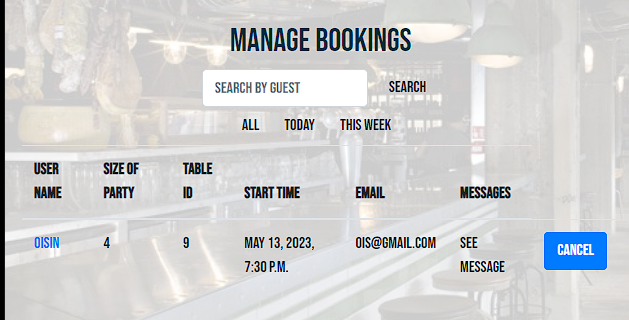 MANAGE BOOKINGS
SEARCH BY GUEST SEARCH
ALL TODAY THIS WEEK
USER NAME SIZE OF PARTY TABLE ID START TIME EMAIL MESSAGES
OISIN 4 9 MAY 13, 2023, 7:30 P.M. OIS@GMAIL.COM SEE MESSAGE CANCEL